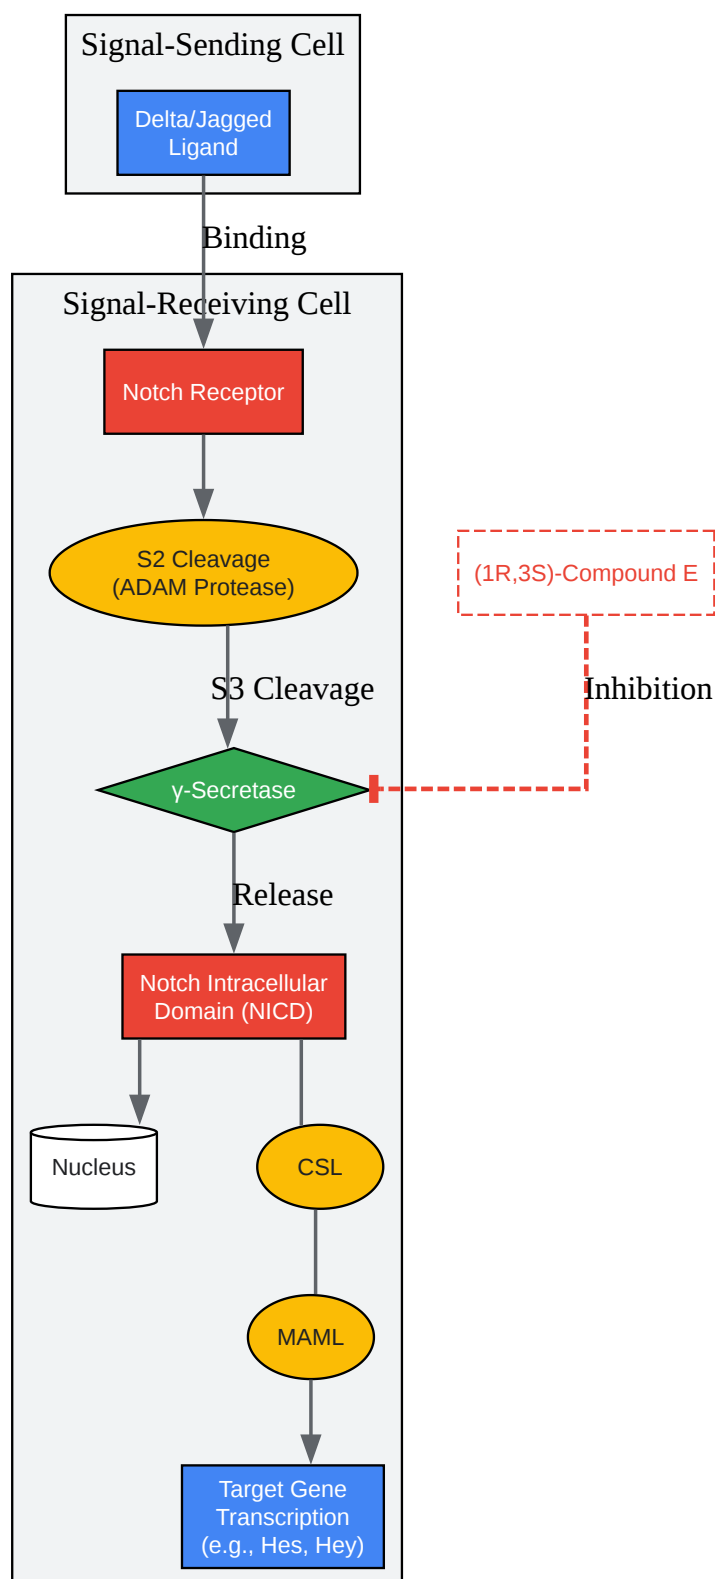 Signal-Sending Cell
Delta/Jagged
Ligand
Binding
Signal-Receiving Cell
Notch Receptor
S2 Cleavage
(ADAM Protease)
(1R,3S)-Compound E
S3 Cleavage
Inhibition
γ-Secretase
Release
Notch Intracellular
Domain (NICD)
Nucleus
CSL
MAML
Target Gene
Transcription
(e.g., Hes, Hey)